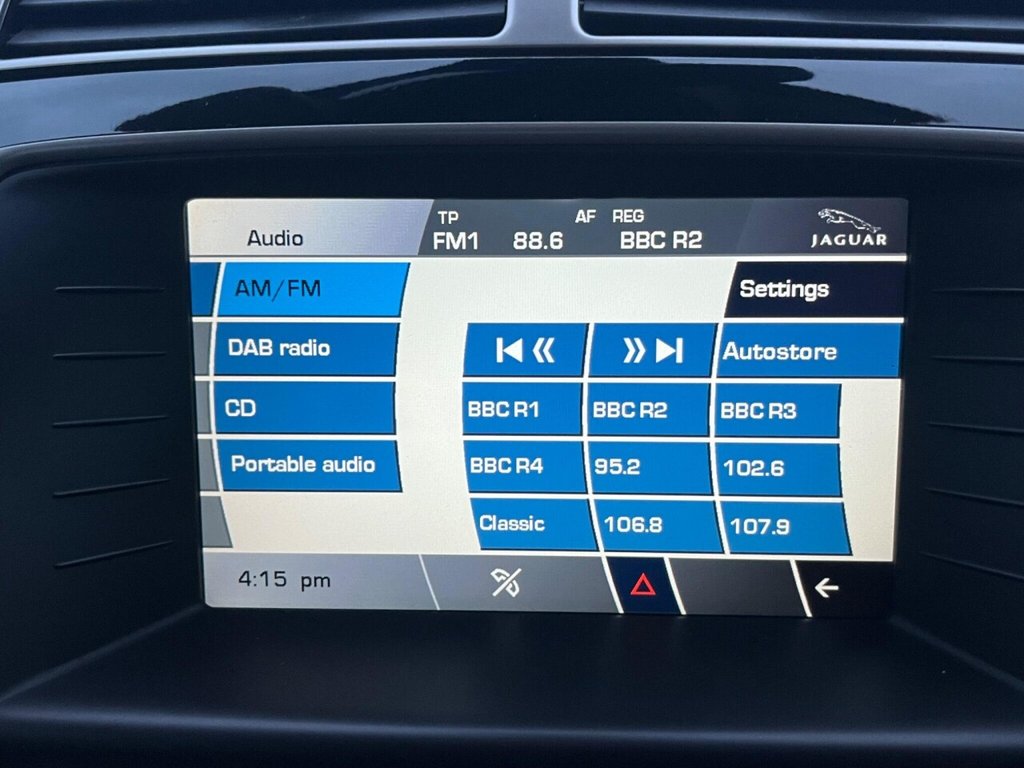 Audio
TP AF REG
FM1 88.6 BBC R2
JAGUAR
AM/FM
Settings
DAB radio
Autostore
CD
BBC R1 BBC R2 BBC R3
Portable audio
BBC R4 95.2 102.6
Classic 106.8 107.9
4:15 pm